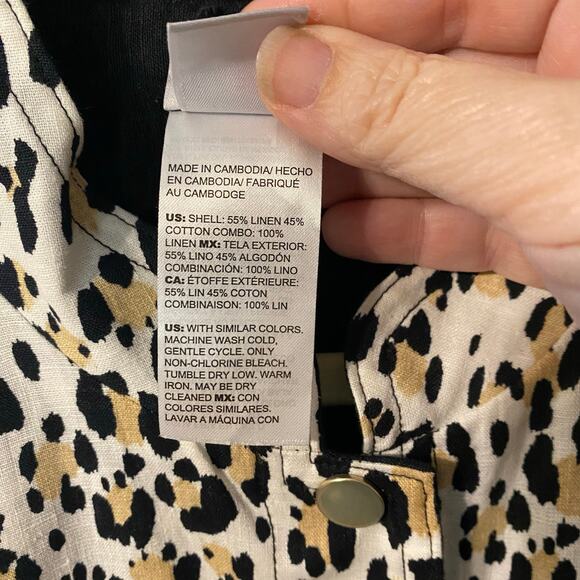 MADE IN CAMBODIA/ HECHO
EN CAMBODIA/ FABRIQUÉ
AU CAMBODGE
US: SHELL: 55% LINEN 45%
COTTON COMBO: 100%
LINEN MX: TELA EXTERIOR:
55% LINO 45% ALGODÓN
COMBINACIÓN: 100% LINO
CA: ÉTOFFE EXTÉRIEURE:
55% LIN 45% COTON
COMBINAISON: 100% LIN
US: WITH SIMILAR COLORS.
MACHINE WASH COLD,
GENTLE CYCLE. ONLY
NON-CHLORINE BLEACH.
TUMBLE DRY LOW. WARM
IRON. MAY BE DRY
CLEANED MX: CON
COLORES SIMILARES.
LAVAR A MÁQUINA CON